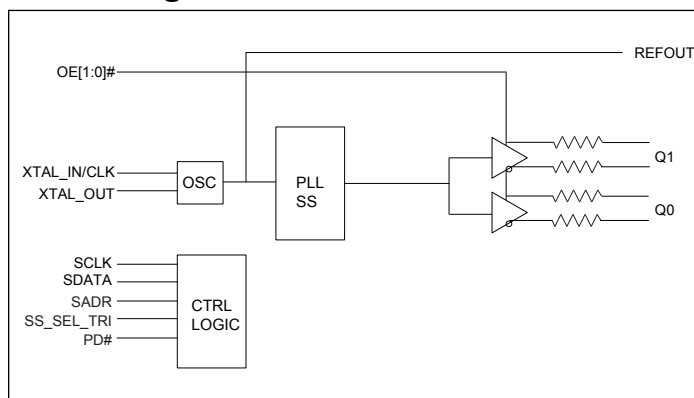 REFOUT
OE[1:0]#
XTAL_IN/CLK
XTAL_OUT
OSC
PLL
SS
Q1
Q0
SCLK
SDATA
SADR
SS_SEL_TRI
PD#
CTRL
LOGIC